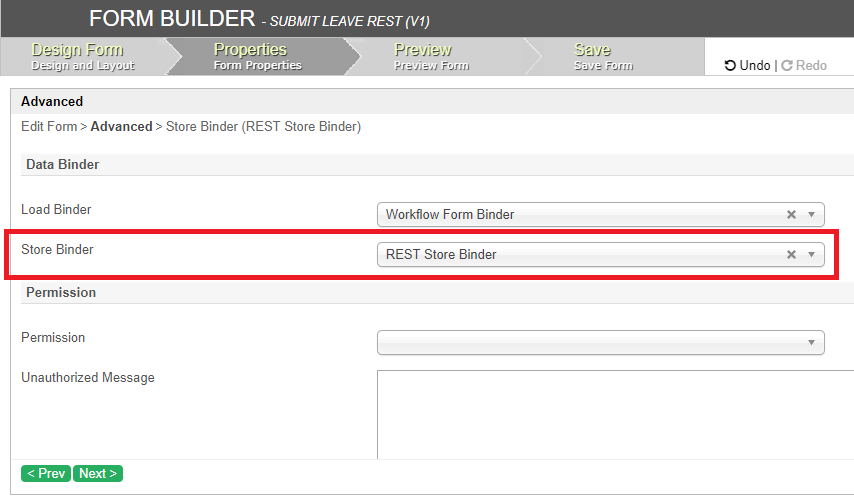 FORM BUILDER - SUBMIT LEAVE REST (V1)
Design Form
Design and Layout
Properties
Form Properties
Preview
Preview Form
Save
Save Form
Undo | Redo
Advanced
Edit Form > Advanced > Store Binder (REST Store Binder)
Data Binder
Load Binder
Workflow Form Binder
Store Binder
REST Store Binder
Permission
Permission
Unauthorized Message
< Prev
Next >